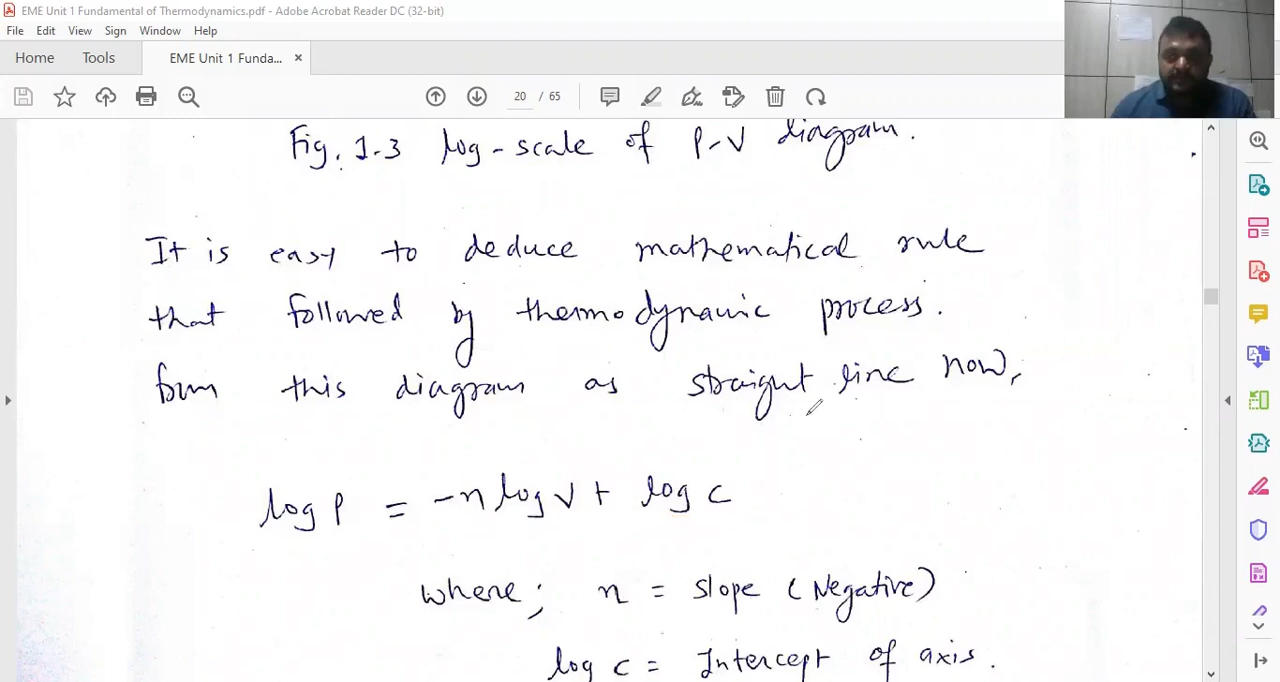 EME Unit 1 Fundamental of Thermodynamics.pdf - Adobe Acrobat Reader DC (32-bit)
File Edit View Sign Window Help
Home Tools EME Unit 1 Funda... ×
20 / 65
Fig. 1.3 log-scale of P-V diagram.
It is easy to deduce mathematical rule
that followed by thermodynamic process.
this diagram as straight line now,
log P = -n log V + log C
where; n = slope (Negative)
log c = Intercept of axis.